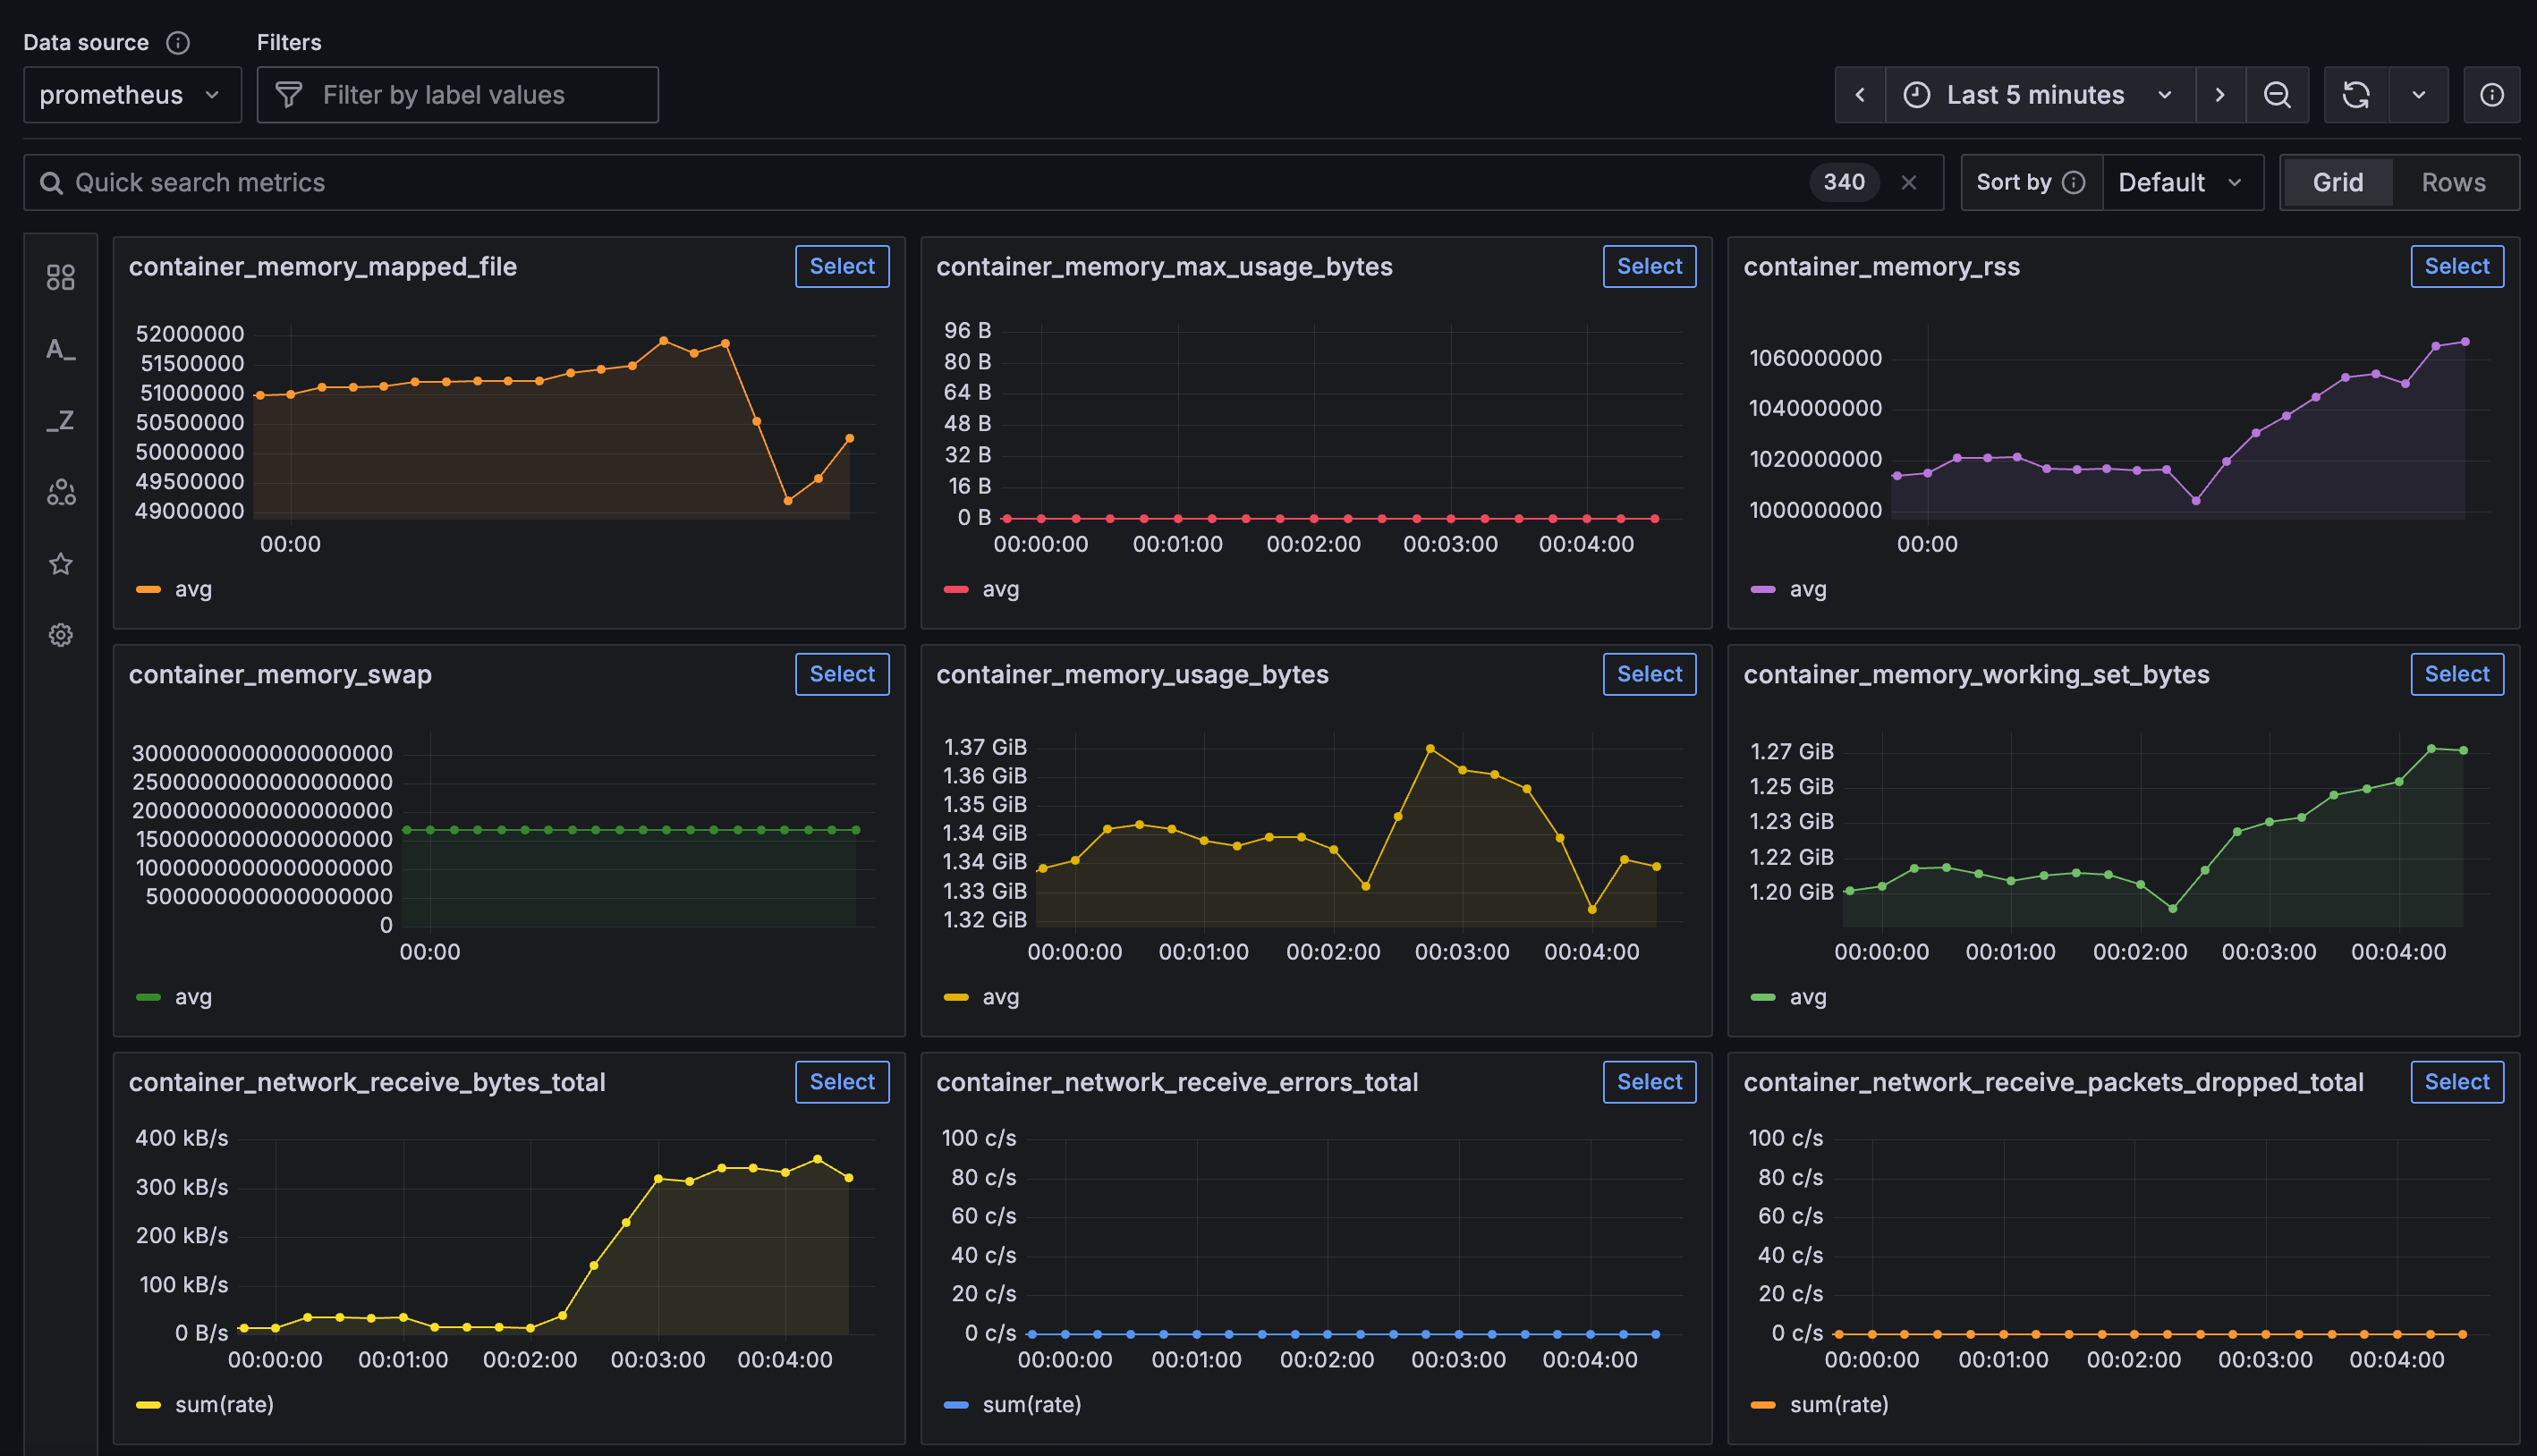 Data source
Filters
prometheus
Filter by label values
Last 5 minutes
Quick search metrics
340
Sort by
Default
Grid
Rows
A_
_Z
container_memory_mapped_file
Select
52000000
51500000
51000000
50500000
50000000
49500000
49000000
00:00
avg
container_memory_max_usage_bytes
Select
96 B
80 B
64 B
48 B
32 B
16 B
0 B
00:00:00 00:01:00 00:02:00 00:03:00 00:04:00
avg
container_memory_rss
Select
1060000000
1040000000
1020000000
1000000000
00:00
avg
container_memory_swap
Select
3000000000000000000
2500000000000000000
2000000000000000000
1500000000000000000
1000000000000000000
500000000000000000
0
00:00
avg
container_memory_usage_bytes
Select
1.37 GiB
1.36 GiB
1.35 GiB
1.34 GiB
1.34 GiB
1.33 GiB
1.32 GiB
00:00:00 00:01:00 00:02:00 00:03:00 00:04:00
avg
container_memory_working_set_bytes
Select
1.27 GiB
1.25 GiB
1.23 GiB
1.22 GiB
1.20 GiB
00:00:00 00:01:00 00:02:00 00:03:00 00:04:00
avg
container_network_receive_bytes_total
Select
400 kB/s
300 kB/s
200 kB/s
100 kB/s
0 B/s
00:00:00 00:01:00 00:02:00 00:03:00 00:04:00
sum(rate)
container_network_receive_errors_total
Select
100 c/s
80 c/s
60 c/s
40 c/s
20 c/s
0 c/s
00:00:00 00:01:00 00:02:00 00:03:00 00:04:00
sum(rate)
container_network_receive_packets_dropped_total
Select
100 c/s
80 c/s
60 c/s
40 c/s
20 c/s
0 c/s
00:00:00 00:01:00 00:02:00 00:03:00 00:04:00
sum(rate)